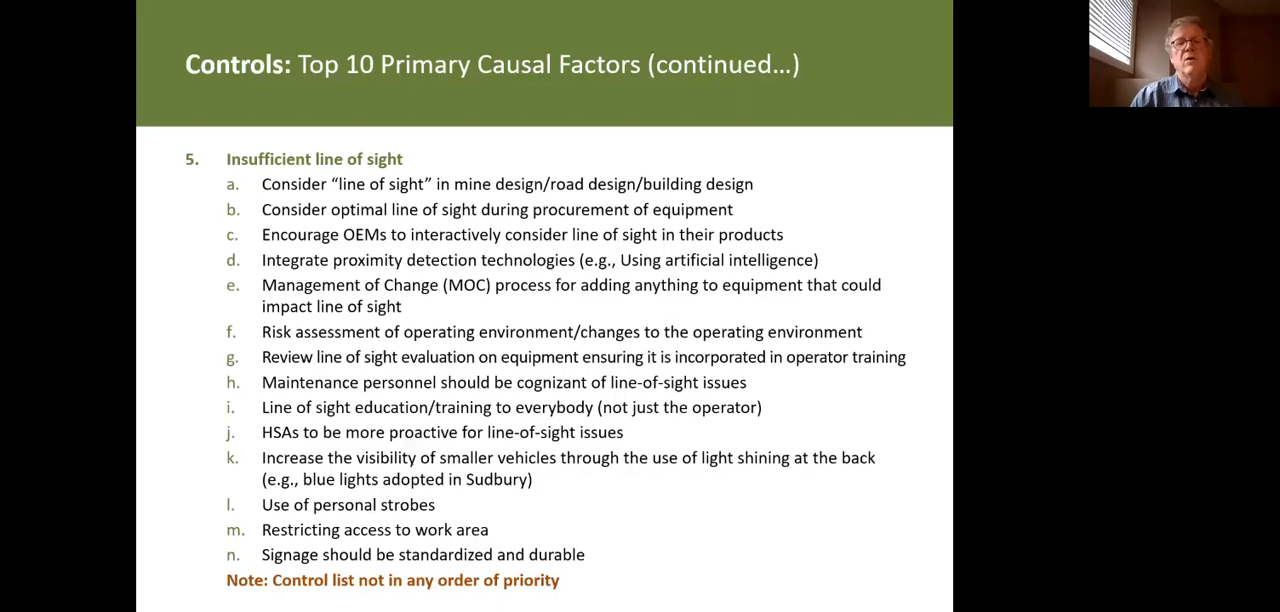 Controls: Top 10 Primary Causal Factors (continued...)
5. Insufficient line of sight
a. Consider “line of sight” in mine design/road design/building design
b. Consider optimal line of sight during procurement of equipment
c. Encourage OEMs to interactively consider line of sight in their products
d. Integrate proximity detection technologies (e.g., Using artificial intelligence)
e. Management of Change (MOC) process for adding anything to equipment that could
impact line of sight
f. Risk assessment of operating environment/changes to the operating environment
g. Review line of sight evaluation on equipment ensuring it is incorporated in operator training
h. Maintenance personnel should be cognizant of line-of-sight issues
i. Line of sight education/training to everybody (not just the operator)
j. HSAs to be more proactive for line-of-sight issues
k. Increase the visibility of smaller vehicles through the use of light shining at the back
(e.g., blue lights adopted in Sudbury)
l. Use of personal strobes
m. Restricting access to work area
n. Signage should be standardized and durable
Note: Control list not in any order of priority